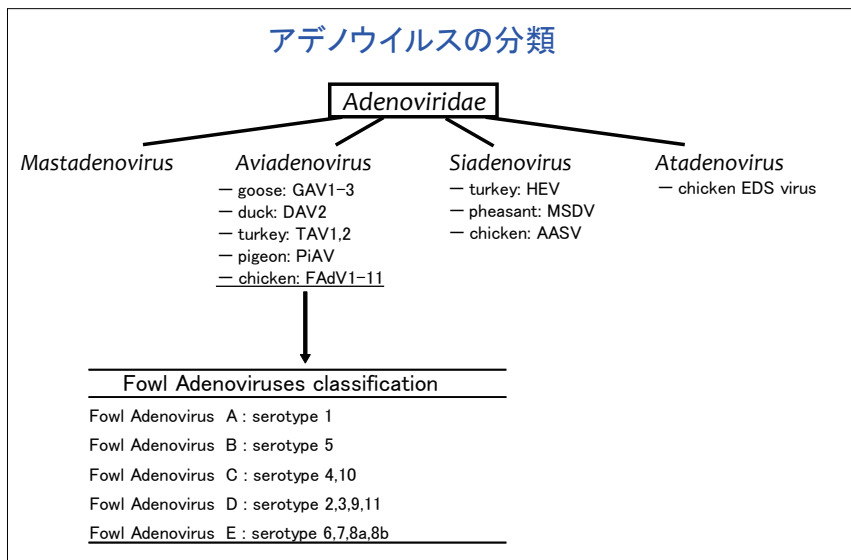 アデノウイルスの分類
Adenoviridae
Mastadenovirus
Aviadenovirus
— goose: GAV1-3
— duck: DAV2
— turkey: TAV1,2
— pigeon: PiAV
— chicken: FAdV1-11
Siadenovirus
— turkey: HEV
— pheasant: MSDV
— chicken: AASV
Atadenovirus
— chicken EDS virus
Fowl Adenoviruses classification
Fowl Adenovirus A : serotype 1
Fowl Adenovirus B : serotype 5
Fowl Adenovirus C : serotype 4,10
Fowl Adenovirus D : serotype 2,3,9,11
Fowl Adenovirus E : serotype 6,7,8a,8b